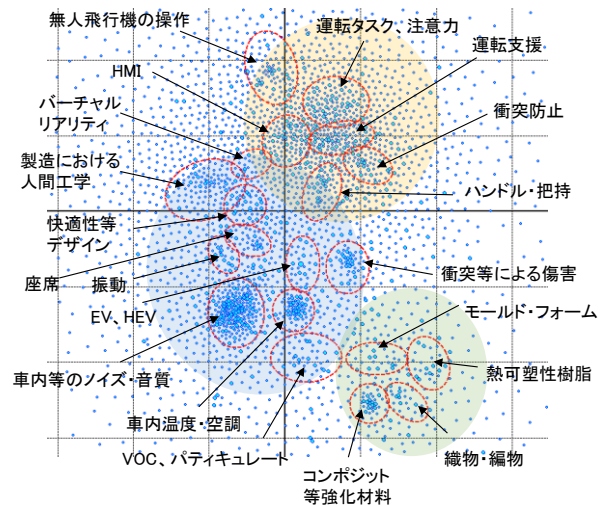 無人飛行機の操作
運転タスク、注意力
運転支援
HMI
バーチャル
リアリティ
衝突防止
製造における
人間工学
ハンドル・把持
快適性等
デザイン
座席
振動
衝突等による傷害
EV、HEV
モールド・フォーム
車内等のノイズ・音質
熱可塑性樹脂
車内温度・空調
VOC、パティキュレート
織物・編物
コンポジット
等強化材料